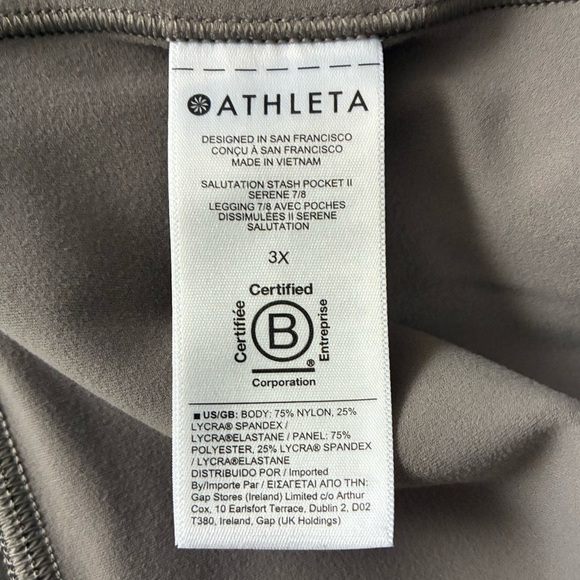 ATHLETA
DESIGNED IN SAN FRANCISCO
CONÇU À SAN FRANCISCO
MADE IN VIETNAM
SALUTATION STASH POCKET II
SERENE 7/8
LEGGING 7/8 AVEC POCHES
DISSIMULÉES II SERENE
SALUTATION
3X
Certified
Certifiée
B
Entreprise
®
Corporation
■ US/GB: BODY: 75% NYLON, 25%
LYCRA® SPANDEX /
LYCRA®ELASTANE / PANEL: 75%
POLYESTER, 25% LYCRA® SPANDEX
/ LYCRA®ELASTANE
DISTRIBUIDO POR / Imported
By/Importe Par / ΕΙΣΑΓΕΤΑΙ ΑΠΟ ΤΗΝ:
Gap Stores (Ireland) Limited c/o Arthur
Cox, 10 Earlsfort Terrace, Dublin 2, D02
T380, Ireland, Gap (UK Holdings)